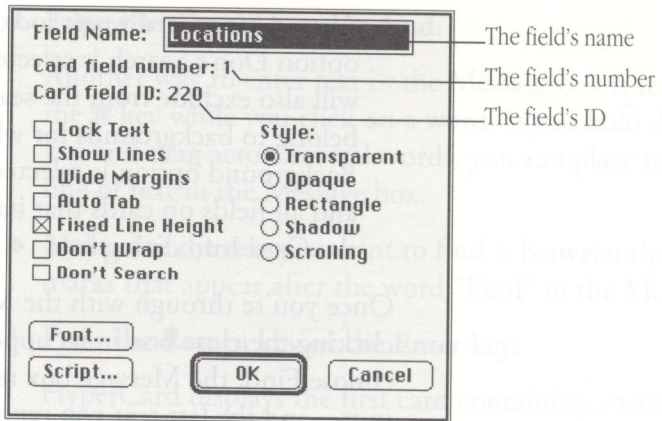 Field Name: Locations
The field's name
Card field number: 1
The field's number
Card field ID: 220
The field's ID
Lock Text
Show Lines
Wide Margins
Auto Tab
Fixed Line Height
Don't Wrap
Don't Search
Style:
Transparent
Opaque
Rectangle
Shadow
Scrolling
Font...
Script...
OK
Cancel